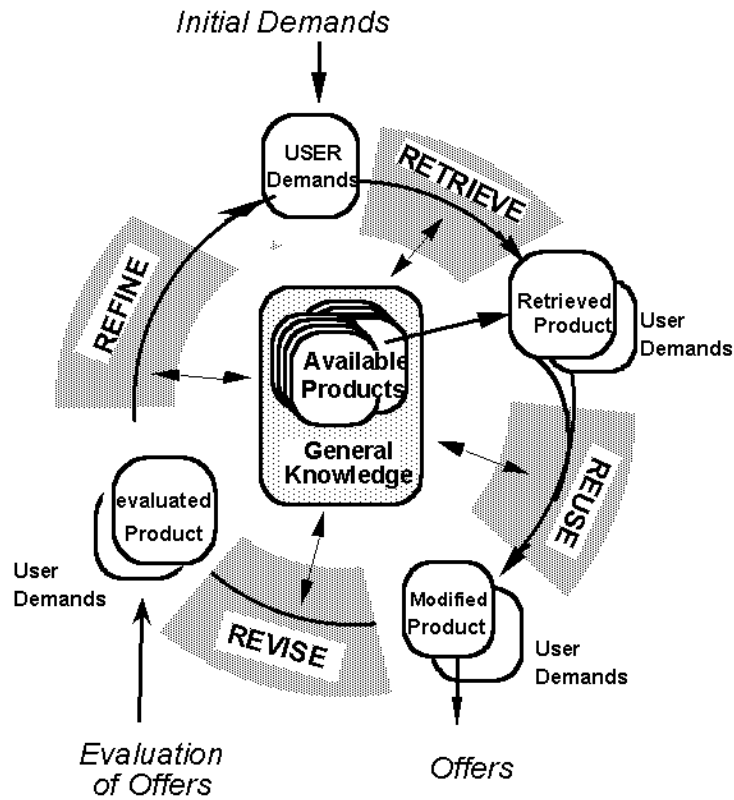 Initial Demands
USER
Demands
RETRIEVE
REFINE
Retrieved
Product
User
Demands
Available
Products
General
Knowledge
REUSE
evaluated
Product
User
Demands
REVISE
Modified
Product
User
Demands
Evaluation
of Offers
Offers